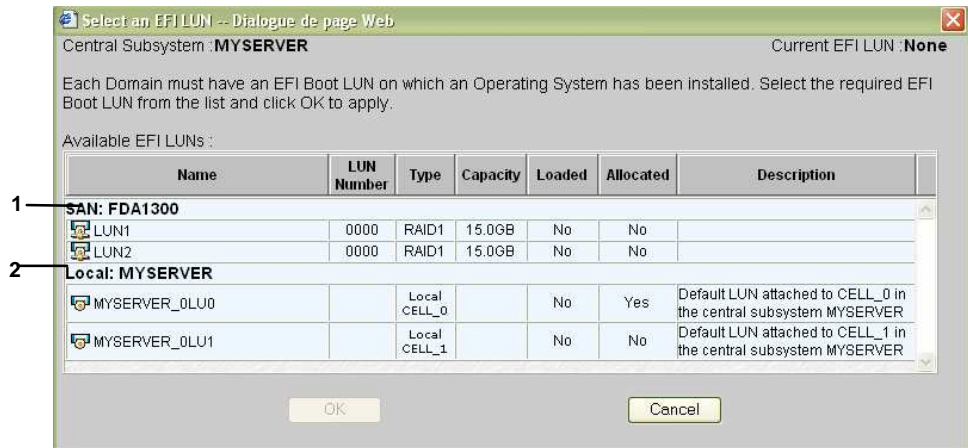 Select an EFI LUN -- Dialogue de page Web
Central Subsystem :MYSERVER Current EFI LUN :None
Each Domain must have an EFI Boot LUN on which an Operating System has been installed. Select the required EFI
Boot LUN from the list and click OK to apply.
Available EFI LUNs :
Name LUN Number Type Capacity Loaded Allocated Description
1 SAN: FDA1300
LUN1 0000 RAID1 15.0GB No No
LUN2 0000 RAID1 15.0GB No No
2 Local: MYSERVER
MYSERVER_0LU0 Local CELL_0 No Yes Default LUN attached to CELL_0 in the central subsystem MYSERVER
MYSERVER_0LU1 Local CELL_1 No No Default LUN attached to CELL_1 in the central subsystem MYSERVER
OK Cancel